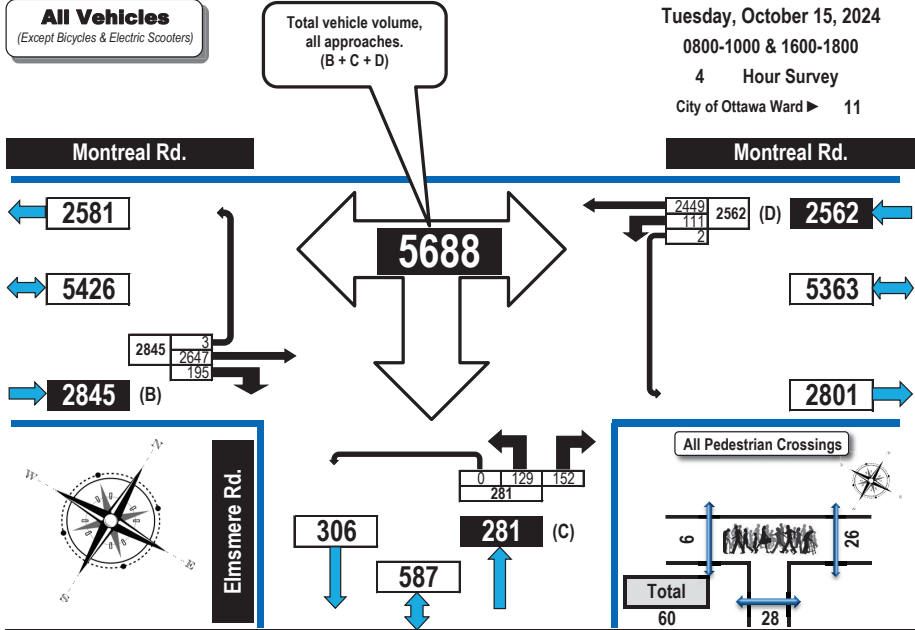 All Vehicles
(Except Bicycles & Electric Scooters)
Total vehicle volume,
all approaches.
(B + C + D)
Tuesday, October 15, 2024
0800-1000 & 1600-1800
4 Hour Survey
City of Ottawa Ward ► 11
Montreal Rd.
Montreal Rd.
2581
5426
2845
3
2647
195
2845 (B)
5688
2449
111
2
2562
(D)
2562
5363
2801
N
W
E
S
Elmsmere Rd.
0 129 152
281
306
281 (C)
587
All Pedestrian Crossings
6
26
Total
60
28